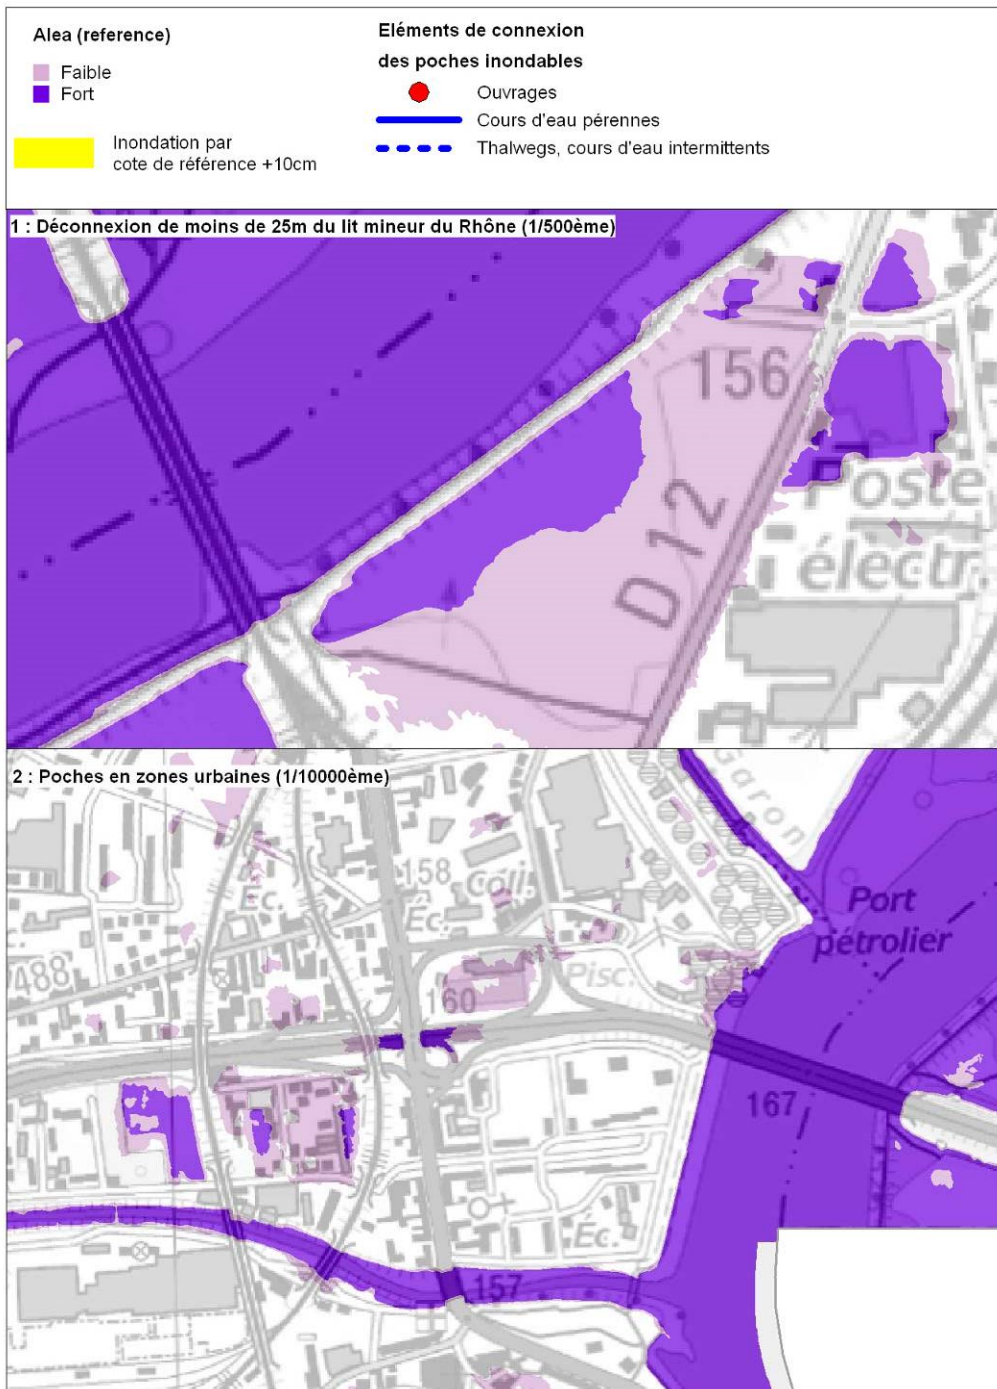 Alea (reference)
Faible
Fort
Inondation par
cote de référence +10cm
Eléments de connexion
des poches inondables
Ouvrages
Cours d'eau pérennes
Thalwegs, cours d'eau intermittents
1 : Déconnexion de moins de 25m du lit mineur du Rhône (1/500ème)
156
D 12
Poste
électr.
2 : Poches en zones urbaines (1/10000ème)
Garon
158
Éc.
Coll.
Éc.
Port
pétrolier
488
160
Pisc.
167
Éc.
157